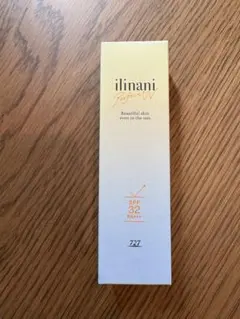 ilinani
Beautiful skin
even in the sun.
SPF
32
727